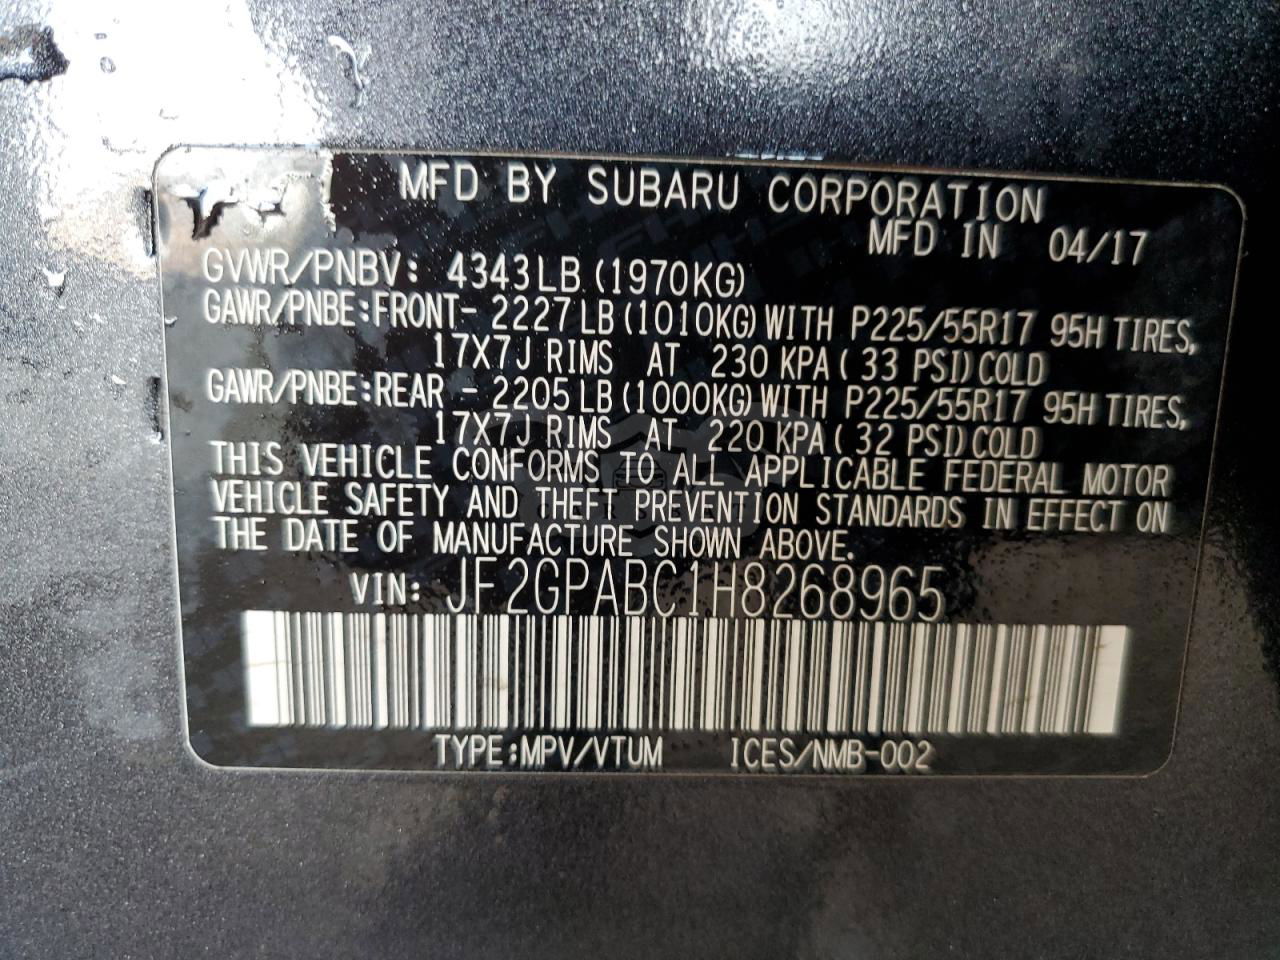 MFD BY SUBARU CORPORATION
MFD IN 04/17
GVWR/PNBV: 4343LB (1970KG)
GAWR/PNBE:FRONT- 2227LB(1010KG)WITH P225/55R17 95H TIRES,
17X7J RIMS AT 230 KPA( 33 PSI)COLD
GAWR/PNBE:REAR - 2205LB(1000KG)WITH P225/55R17 95H TIRES,
17X7J RIMS AT 220 KPA( 32 PSI)COLD
THIS VEHICLE CONFORMS TO ALL APPLICABLE FEDERAL MOTOR
VEHICLE SAFETY AND THEFT PREVENTION STANDARDS IN EFFECT ON
THE DATE OF MANUFACTURE SHOWN ABOVE.
VIN: JF2GPABC1H8268965
TYPE:MPV/VTUM ICES/NMB-002